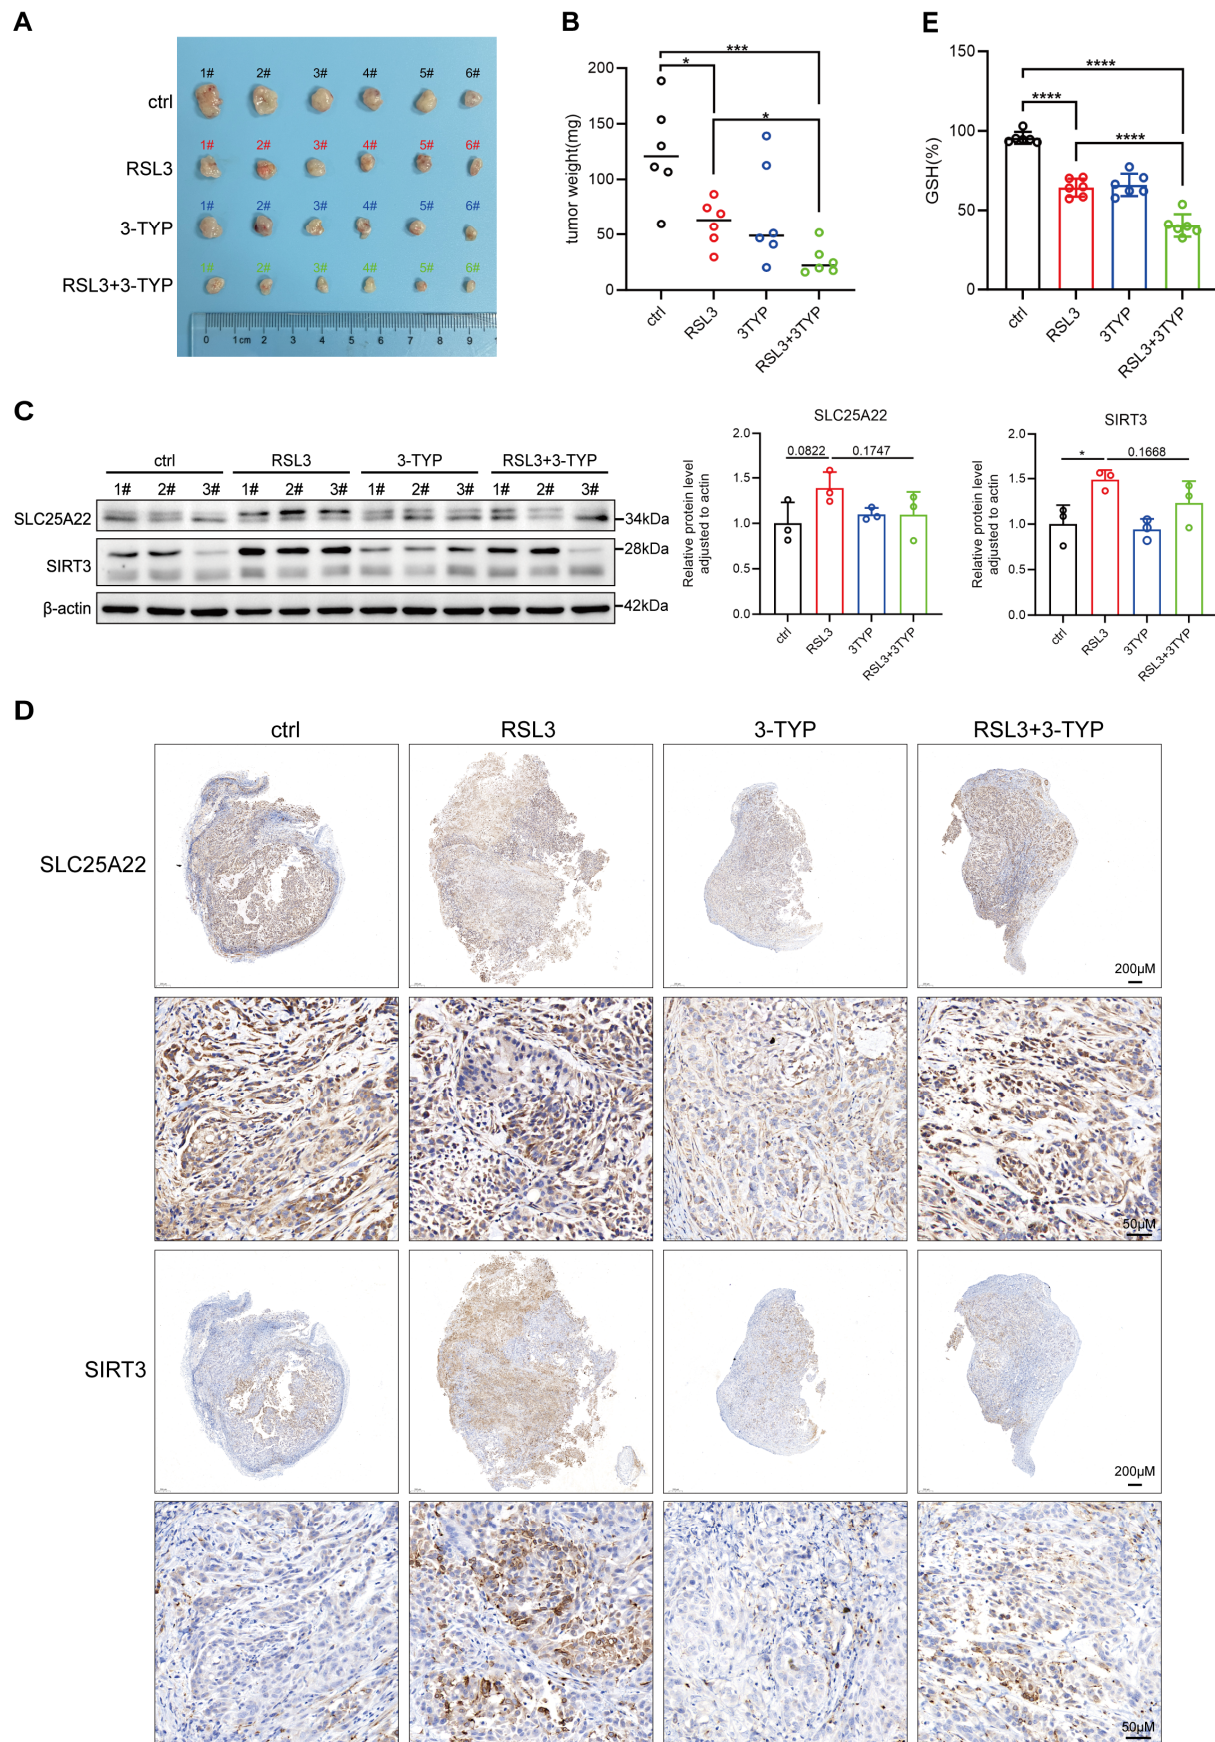 A
1# 2# 3# 4# 5# 6#
ctrl
1# 2# 3# 4# 5# 6#
RSL3
1# 2# 3# 4# 5# 6#
3-TYP
1# 2# 3# 4# 5# 6#
RSL3+3-TYP
0 1cm 2 3 4 5 6 7 8 9
B
***
*
*
tumor weight(mg)
200
150
100
50
0
ctrl RSL3 3TYP RSL3+3TYP
E
****
****
****
GSH(%)
150
100
50
0
ctrl RSL3 3TYP RSL3+3TYP
C
ctrl RSL3 3-TYP RSL3+3-TYP
1# 2# 3# 1# 2# 3# 1# 2# 3# 1# 2# 3#
SLC25A22
34kDa
SIRT3
28kDa
β-actin
42kDa
SLC25A22
Relative protein level
adjusted to actin
2.0
1.5
1.0
0.5
0.0
0.0822 0.1747
ctrl RSL3 3TYP RSL3+3TYP
SIRT3
Relative protein level
adjusted to actin
2.0
1.5
1.0
0.5
0.0
* 0.1668
ctrl RSL3 3TYP RSL3+3TYP
D
ctrl RSL3 3-TYP RSL3+3-TYP
SLC25A22
200μM
50μM
SIRT3
200μM
50μM